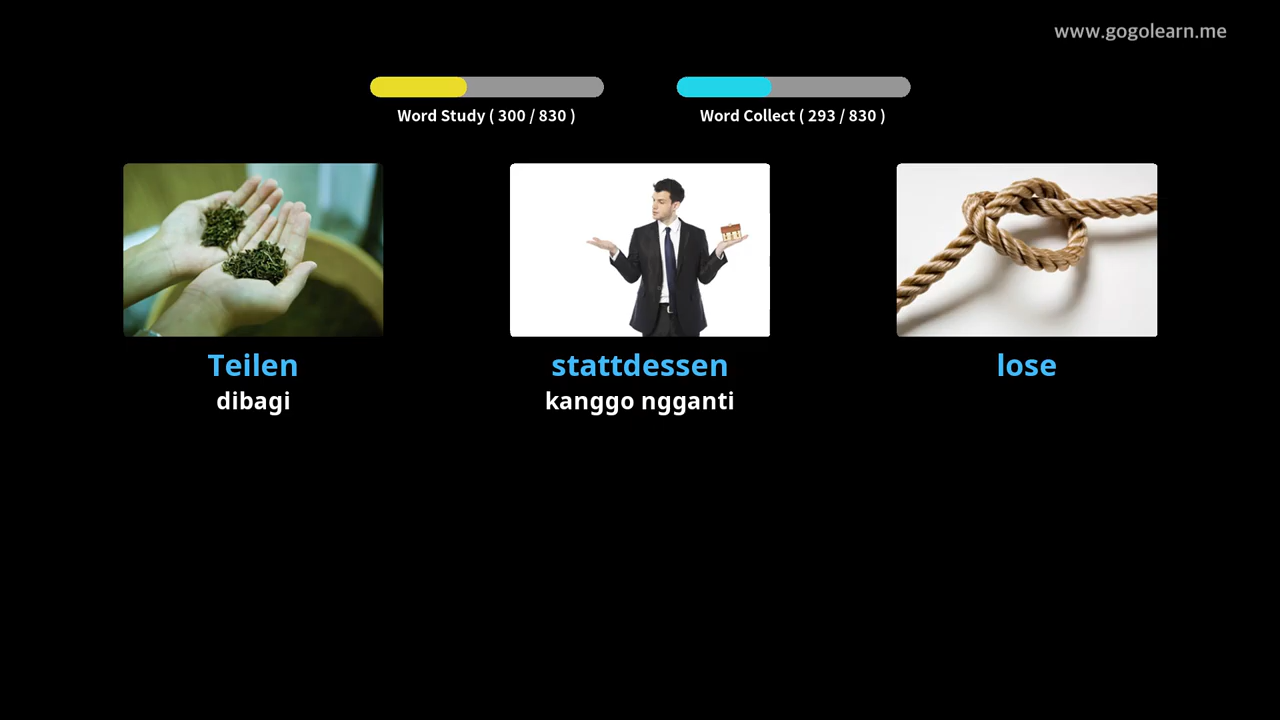 www.gogolearn.me
Word Study ( 300 / 830 )
Word Collect ( 293 / 830 )
Teilen
dibagi
stattdessen
kanggo ngganti
lose